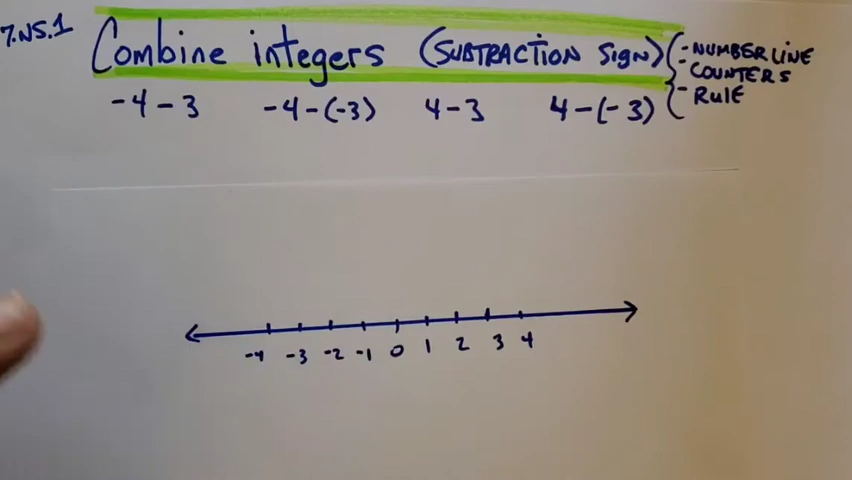 7.NS.1
Combine integers (SUBTRACTION SIGN)
- NUMBER LINE
- COUNTERS
- RULE
-4 - 3 -4 - (-3) 4 - 3 4 - (-3)
-4 -3 -2 -1 0 1 2 3 4